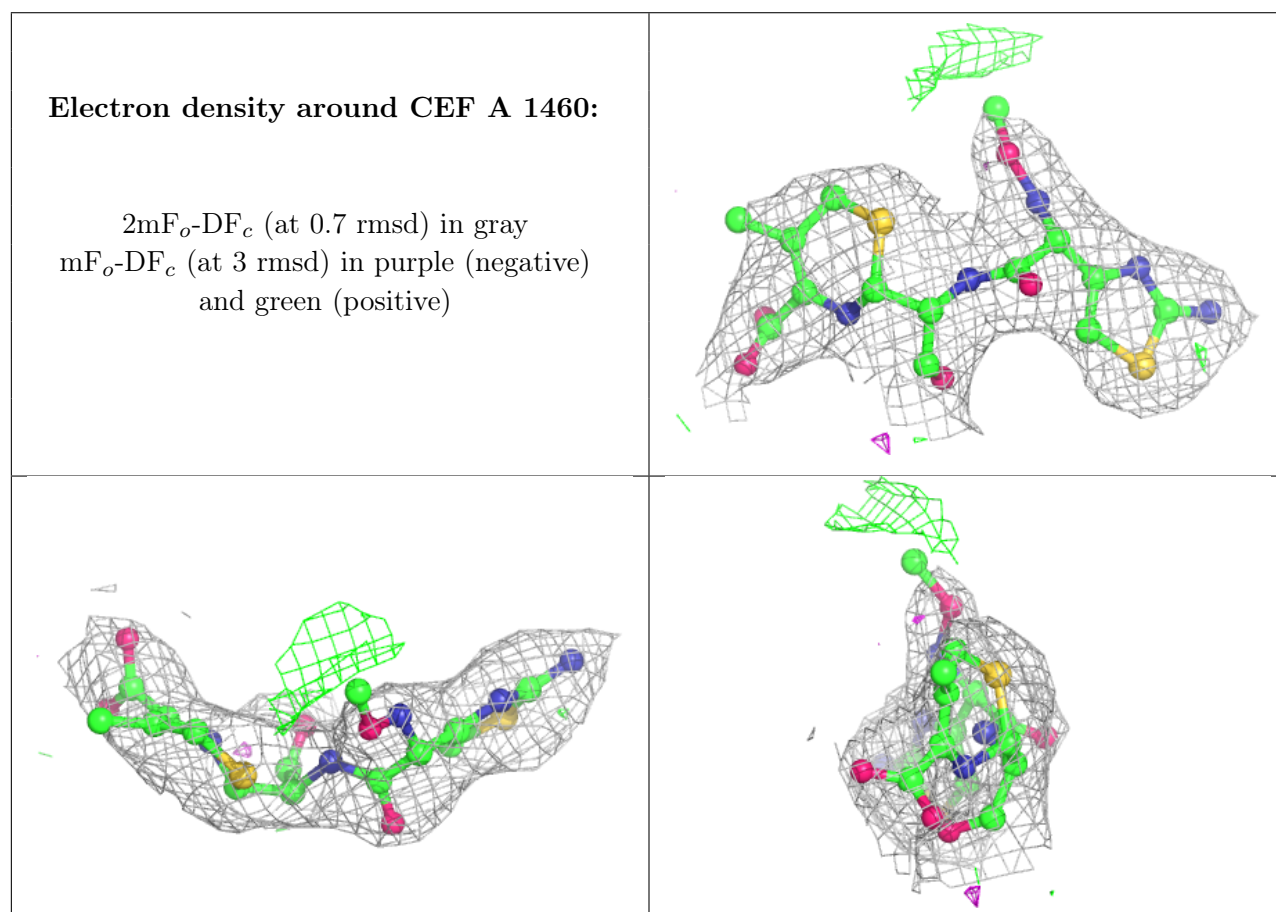 Electron density around CEF A 1460:
2mFo-DFc (at 0.7 rmsd) in gray
mFo-DFc (at 3 rmsd) in purple (negative)
and green (positive)